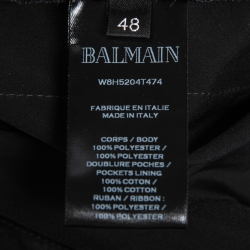 48
BALMAIN
W8H5204T474
FABRIQUE EN ITALIE
MADE IN ITALY
CORPS / BODY
100% POLYESTER /
100% POLYESTER
DOUBLURE POCHES /
POCKETS LINING
100% COTON /
100% COTTON
RUBAN / RIBBON :
100% POLYESTER /
100% POLYESTER